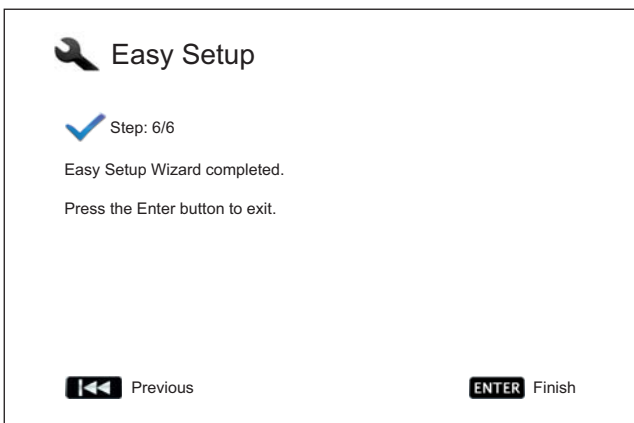 Easy Setup
Step: 6/6
Easy Setup Wizard completed.
Press the Enter button to exit.
Previous
ENTER Finish